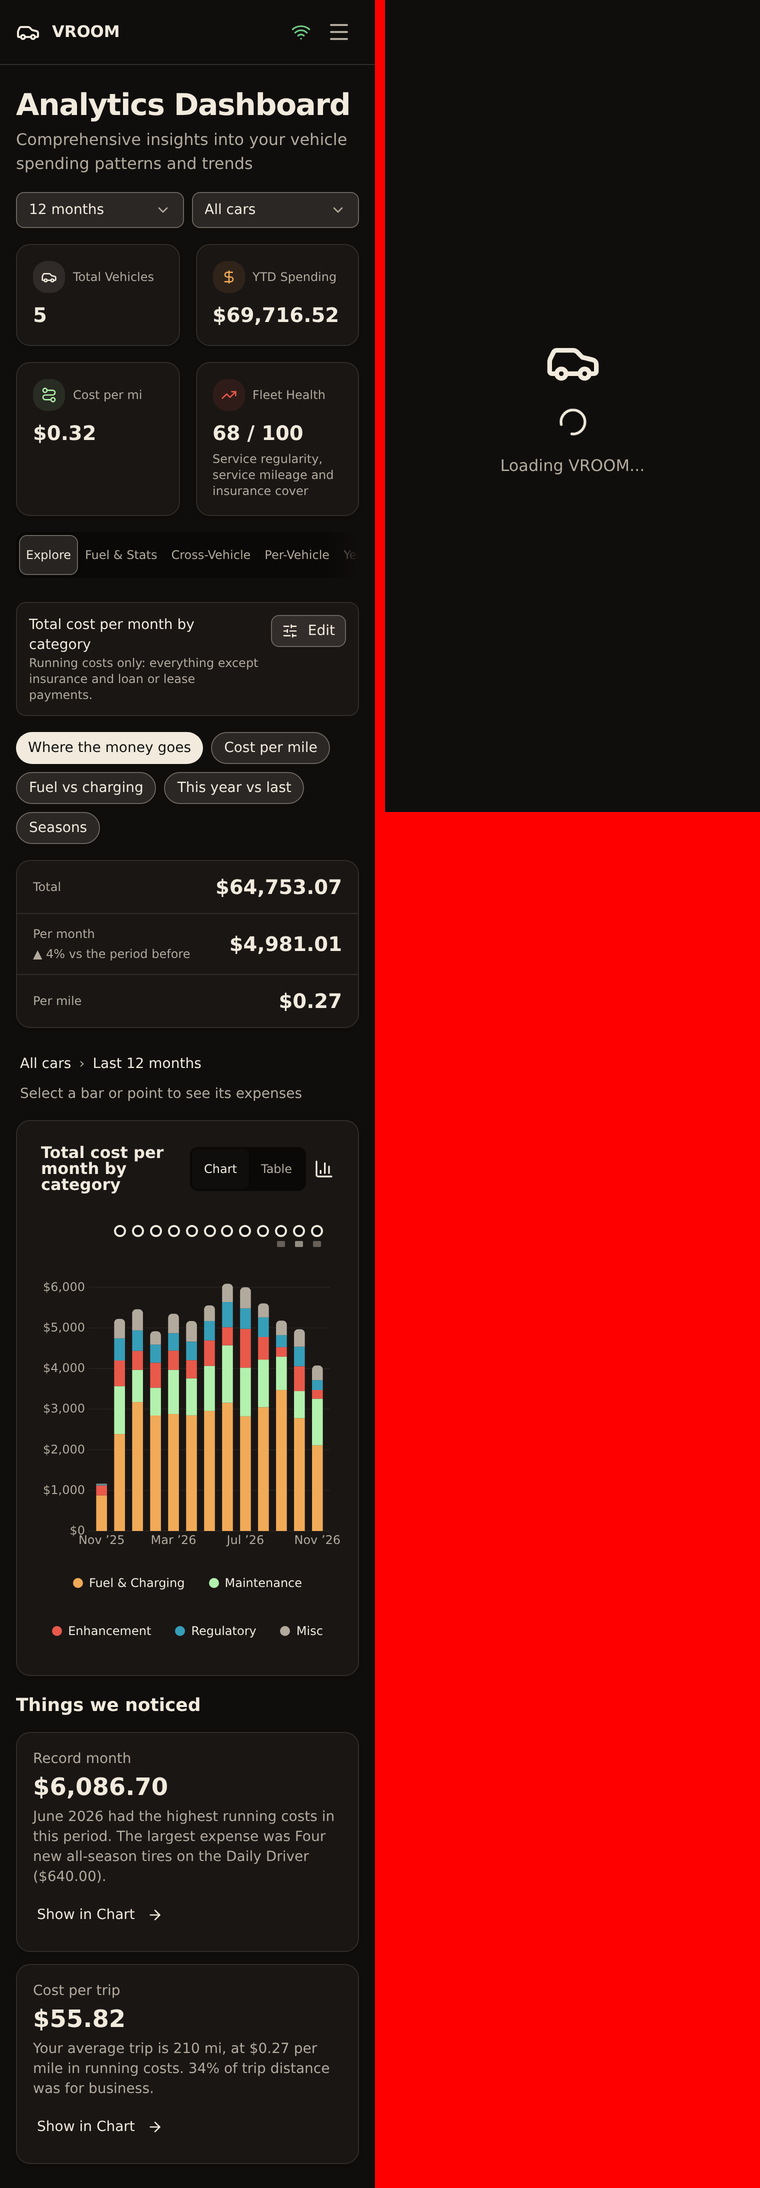 VROOM
Analytics Dashboard
Comprehensive insights into your vehicle
spending patterns and trends
12 months
All cars
Total Vehicles
5
YTD Spending
$69,716.52
Cost per mi
$0.32
Fleet Health
68 / 100
Service regularity,
service mileage and
insurance cover
Explore
Fuel & Stats
Cross-Vehicle
Per-Vehicle
Ye
Total cost per month by
category
Running costs only: everything except
insurance and loan or lease
payments.
Edit
Where the money goes
Cost per mile
Fuel vs charging
This year vs last
Seasons
Total
$64,753.07
Per month
▲ 4% vs the period before
$4,981.01
Per mile
$0.27
All cars › Last 12 months
Select a bar or point to see its expenses
Total cost per
month by
category
Chart
Table
$6,000
$5,000
$4,000
$3,000
$2,000
$1,000
$0
Nov ’25
Mar ’26
Jul ’26
Nov ’26
Fuel & Charging
Maintenance
Enhancement
Regulatory
Misc
Things we noticed
Record month
$6,086.70
June 2026 had the highest running costs in
this period. The largest expense was Four
new all-season tires on the Daily Driver
($640.00).
Show in Chart →
Cost per trip
$55.82
Your average trip is 210 mi, at $0.27 per
mile in running costs. 34% of trip distance
was for business.
Show in Chart →
Loading VROOM...